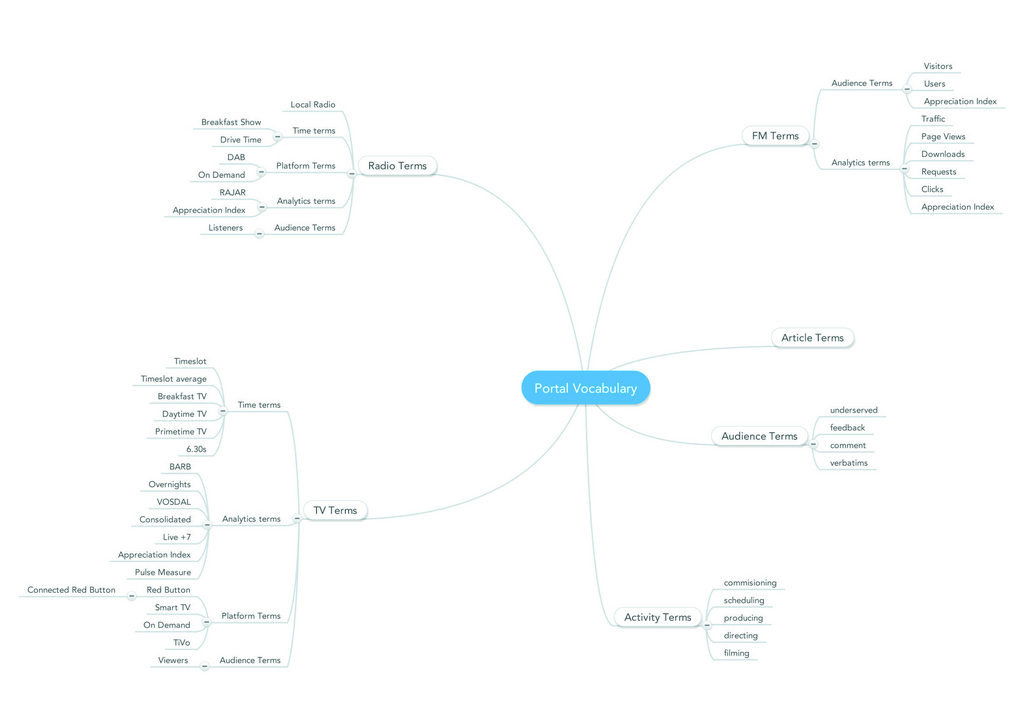 Portal Vocabulary
FM Terms
Audience Terms
Visitors
Users
Appreciation Index
Analytics terms
Traffic
Page Views
Downloads
Requests
Clicks
Appreciation Index
Article Terms
Audience Terms
underserved
feedback
comment
verbatims
Activity Terms
commisioning
scheduling
producing
directing
filming
Radio Terms
Local Radio
Time terms
Breakfast Show
Drive Time
Platform Terms
DAB
On Demand
Analytics terms
RAJAR
Appreciation Index
Audience Terms
Listeners
TV Terms
Time terms
Timeslot
Timeslot average
Breakfast TV
Daytime TV
Primetime TV
6.30s
Analytics terms
BARB
Overnights
VOSDAL
Consolidated
Live +7
Appreciation Index
Pulse Measure
Platform Terms
Red Button
Connected Red Button
Smart TV
On Demand
TiVo
Audience Terms
Viewers